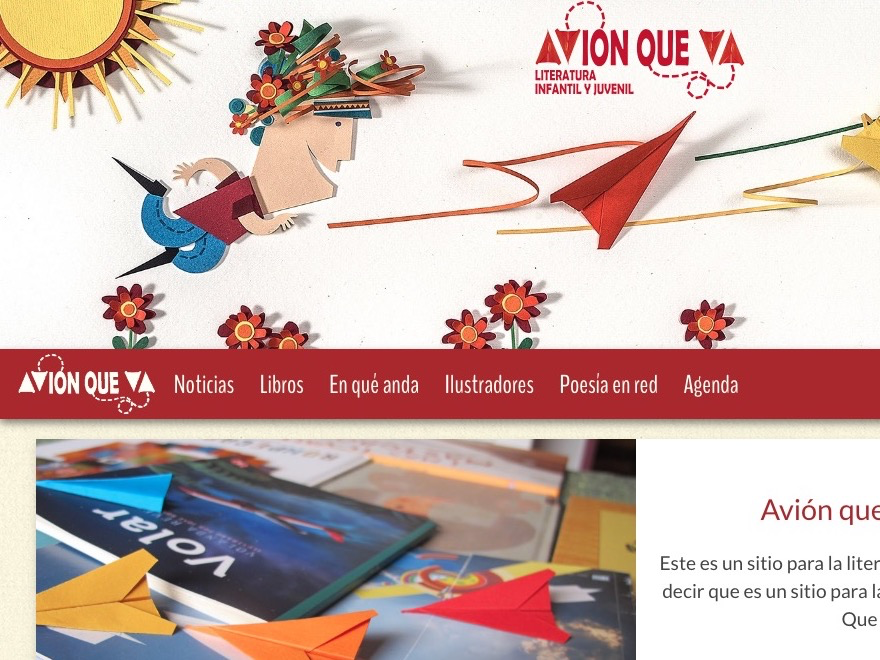 AVIÓN QUE VA
LITERATURA
INFANTIL Y JUVENIL
AVIÓN QUE VA
Noticias
Libros
En qué anda
Ilustradores
Poesía en red
Agenda
Volar
Avión que
Este es un sitio para la liter
decir que es un sitio para la
Que